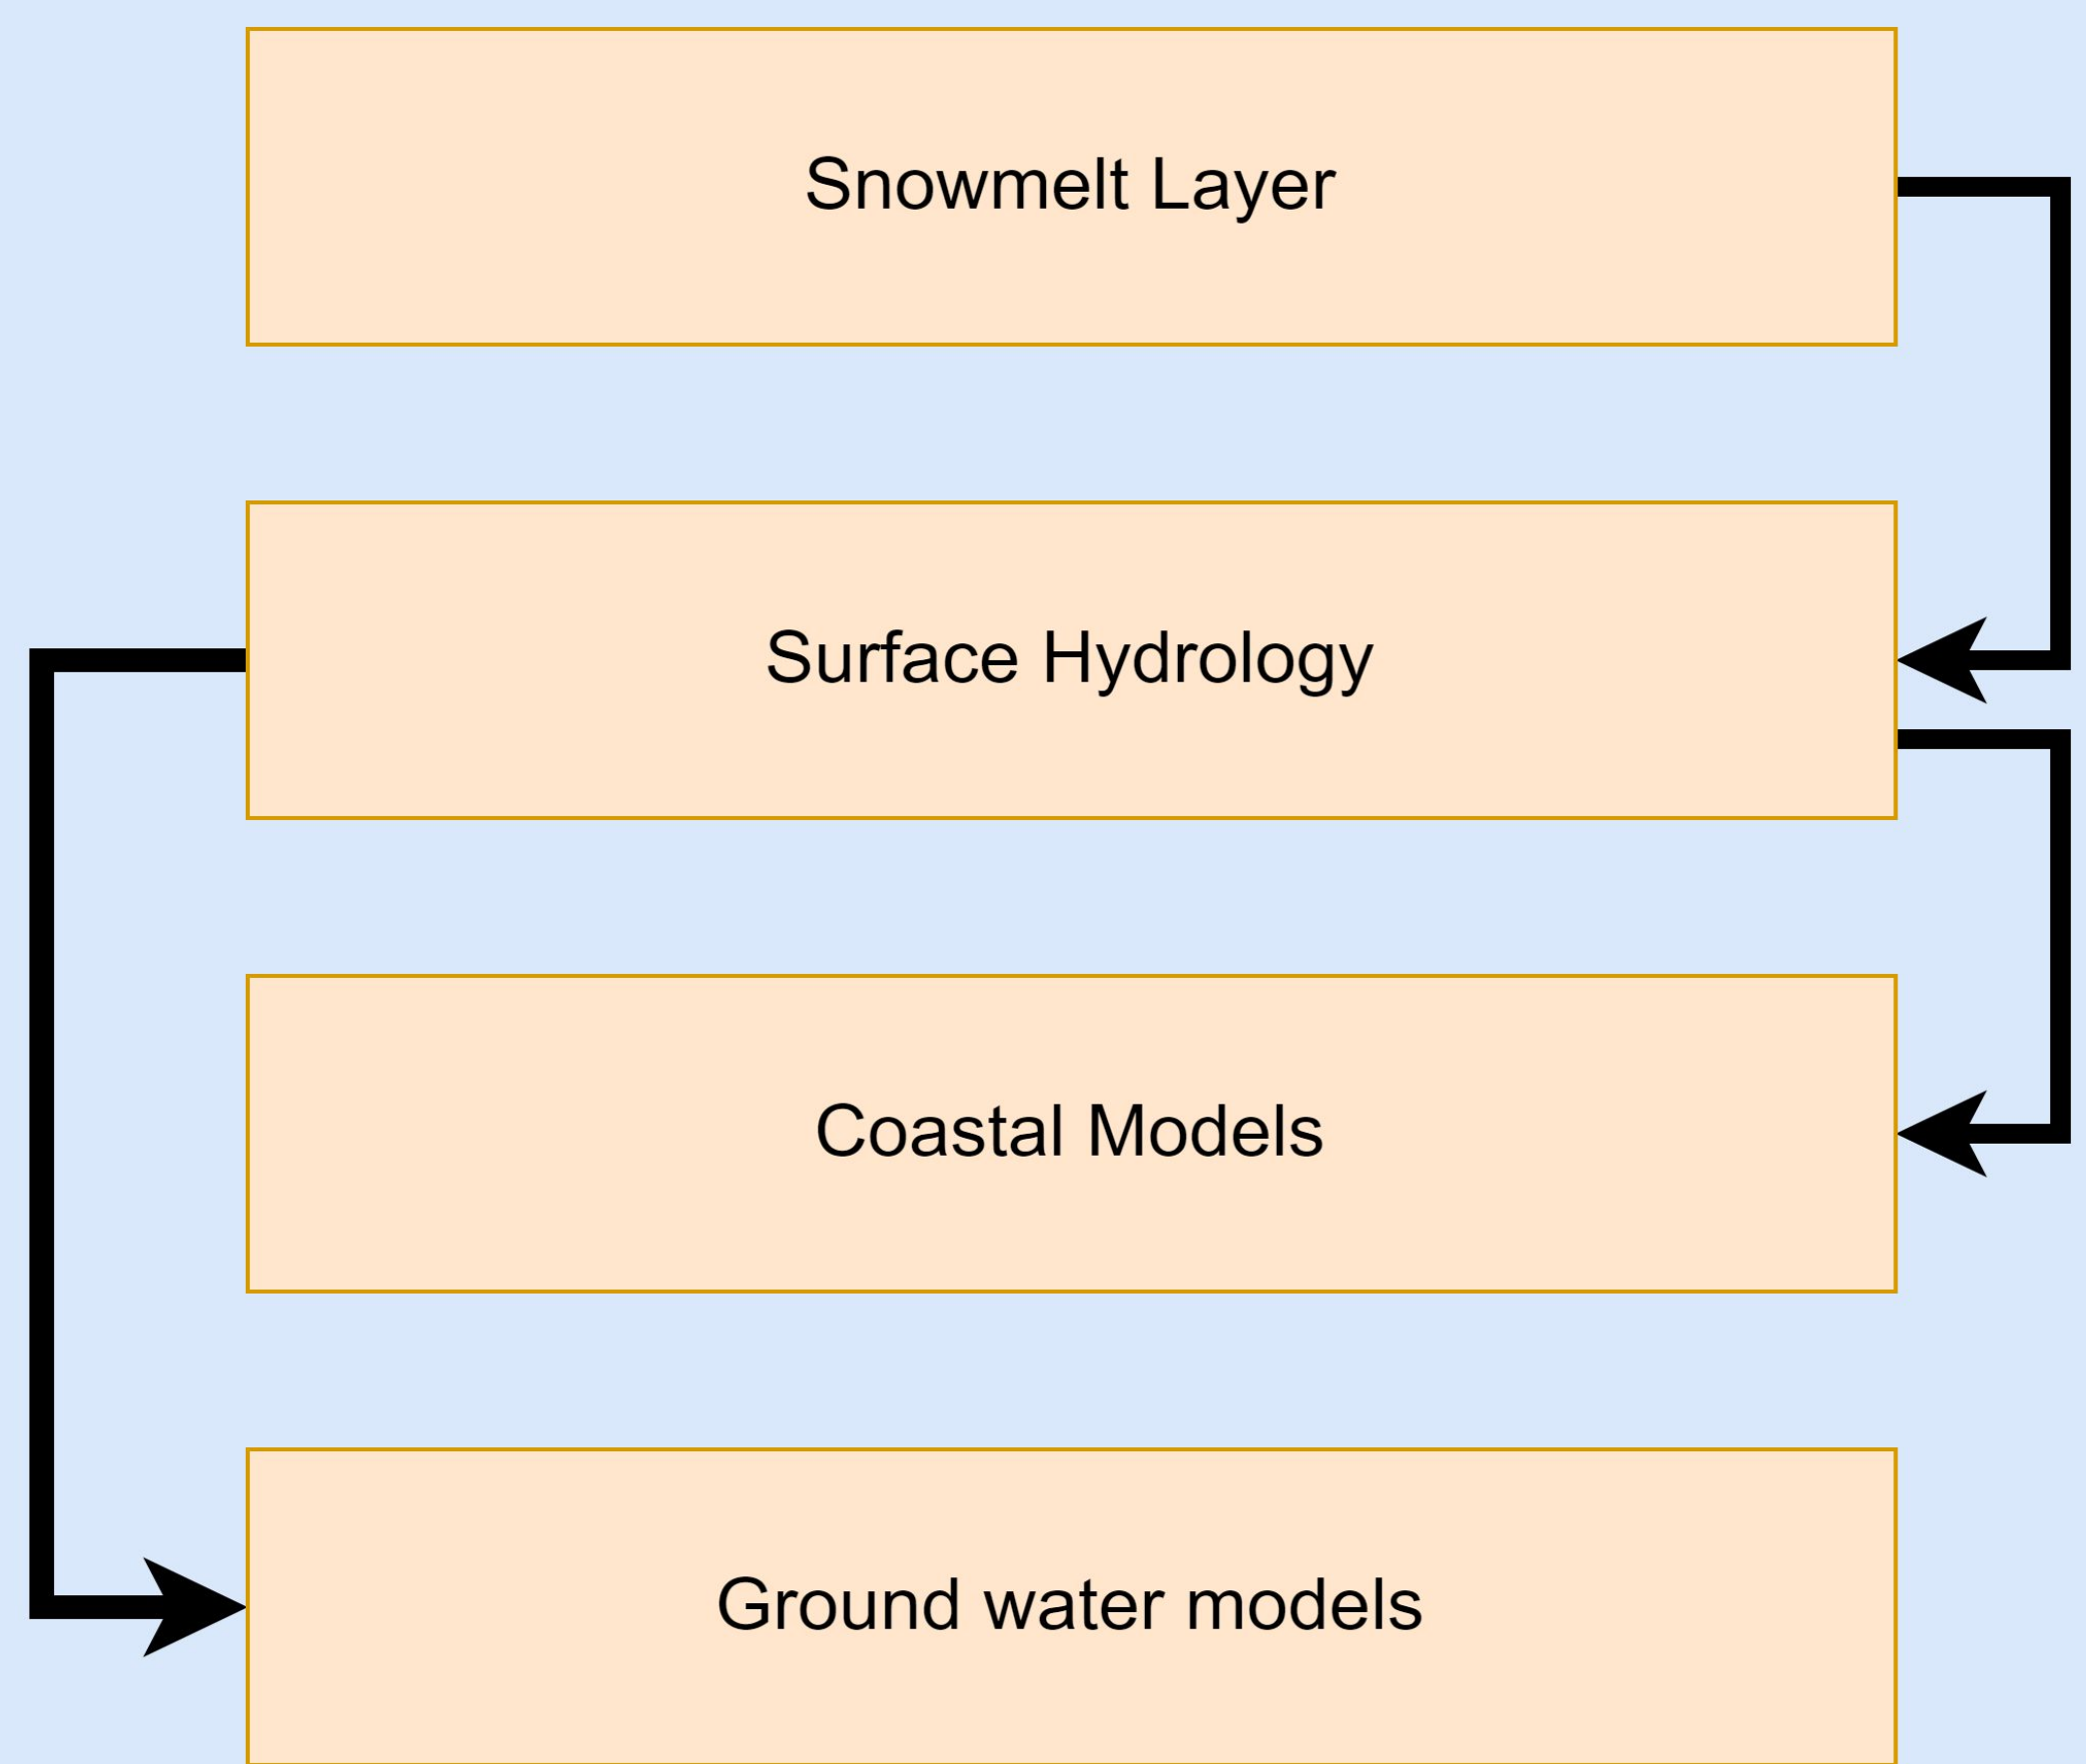 Snowmelt Layer
Surface Hydrology
Coastal Models
Ground water models